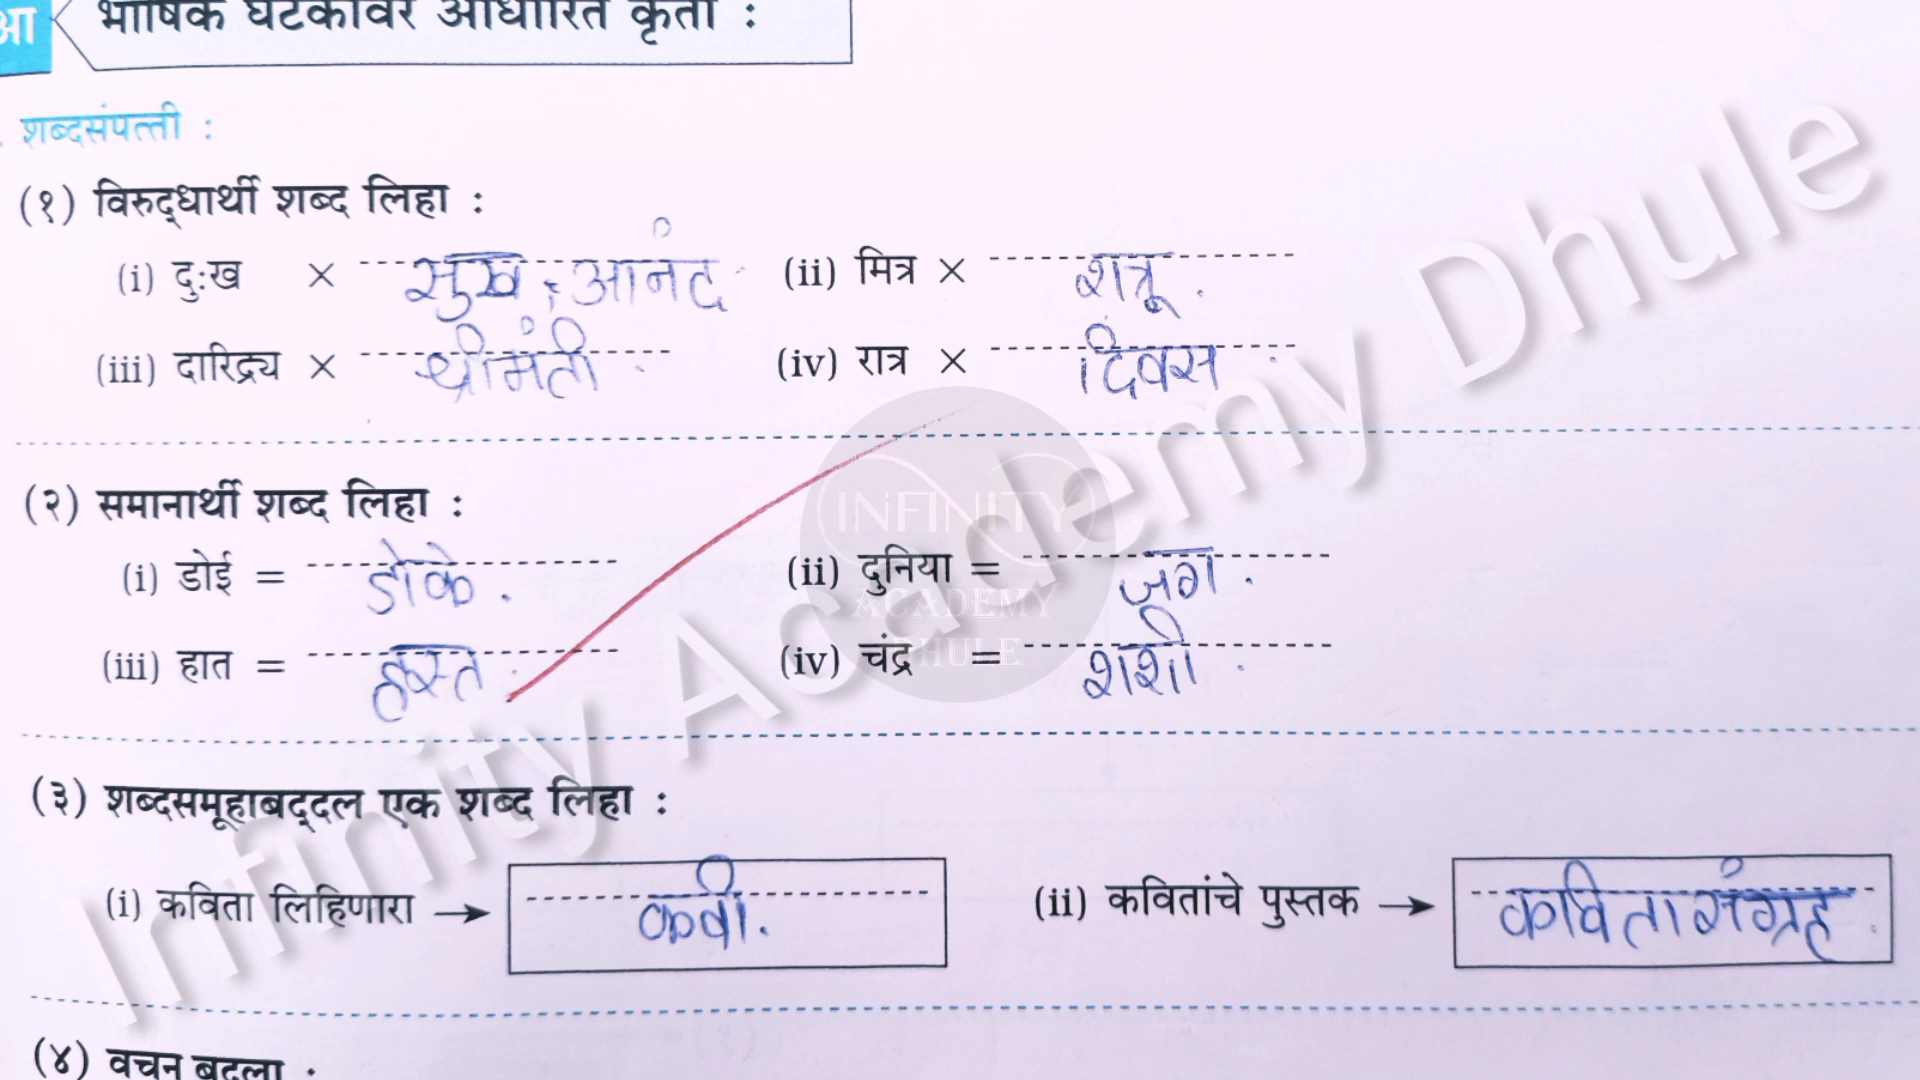 आ भाषिक घटकांवर आधारित कृती :
शब्दसंपत्ती :
(१) विरुद्धार्थी शब्द लिहा :
(i) दुःख × सुख, आनंद. (ii) मित्र × शत्रू.
(iii) दारिद्र्य × श्रीमंती. (iv) रात्र × दिवस.
(२) समानार्थी शब्द लिहा :
(i) डोई = डोके. (ii) दुनिया = जग.
(iii) हात = हस्त. (iv) चंद्र = शशी.
(३) शब्दसमूहाबद्दल एक शब्द लिहा :
(i) कविता लिहिणारा → कवी. (ii) कवितांचे पुस्तक → कवितासंग्रह.
(४) वचन बदला :
INFINITY
ACADEMY
DHULE
Infinity Academy Dhule